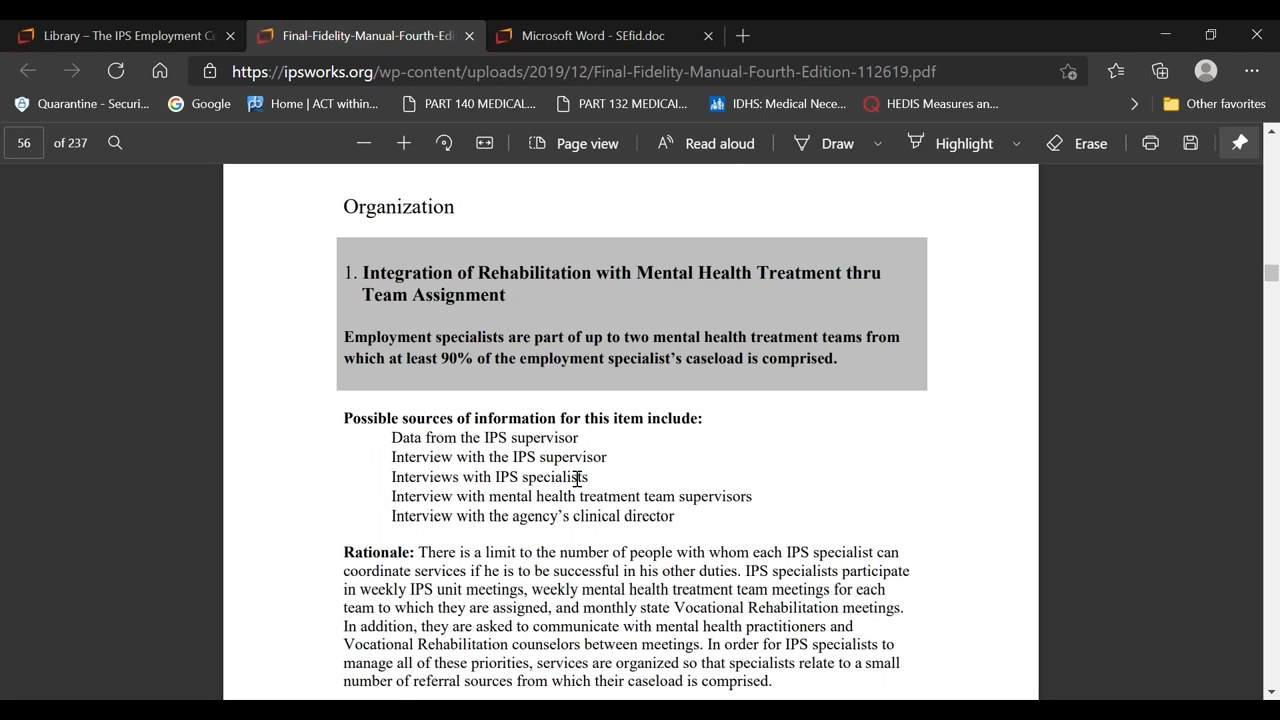 Library – The IPS Employment C
Final-Fidelity-Manual-Fourth-Edi
Microsoft Word - SEfid.doc
https://ipsworks.org/wp-content/uploads/2019/12/Final-Fidelity-Manual-Fourth-Edition-112619.pdf
Quarantine - Securi... Google Home | ACT within... PART 140 MEDICAL... PART 132 MEDICAI... IDHS: Medical Nece... HEDIS Measures an... Other favorites
56 of 237 Page view Read aloud Draw Highlight Erase
Organization
1. Integration of Rehabilitation with Mental Health Treatment thru
Team Assignment
Employment specialists are part of up to two mental health treatment teams from
which at least 90% of the employment specialist’s caseload is comprised.
Possible sources of information for this item include:
Data from the IPS supervisor
Interview with the IPS supervisor
Interviews with IPS specialists
Interview with mental health treatment team supervisors
Interview with the agency’s clinical director
Rationale: There is a limit to the number of people with whom each IPS specialist can
coordinate services if he is to be successful in his other duties. IPS specialists participate
in weekly IPS unit meetings, weekly mental health treatment team meetings for each
team to which they are assigned, and monthly state Vocational Rehabilitation meetings.
In addition, they are asked to communicate with mental health practitioners and
Vocational Rehabilitation counselors between meetings. In order for IPS specialists to
manage all of these priorities, services are organized so that specialists relate to a small
number of referral sources from which their caseload is comprised.